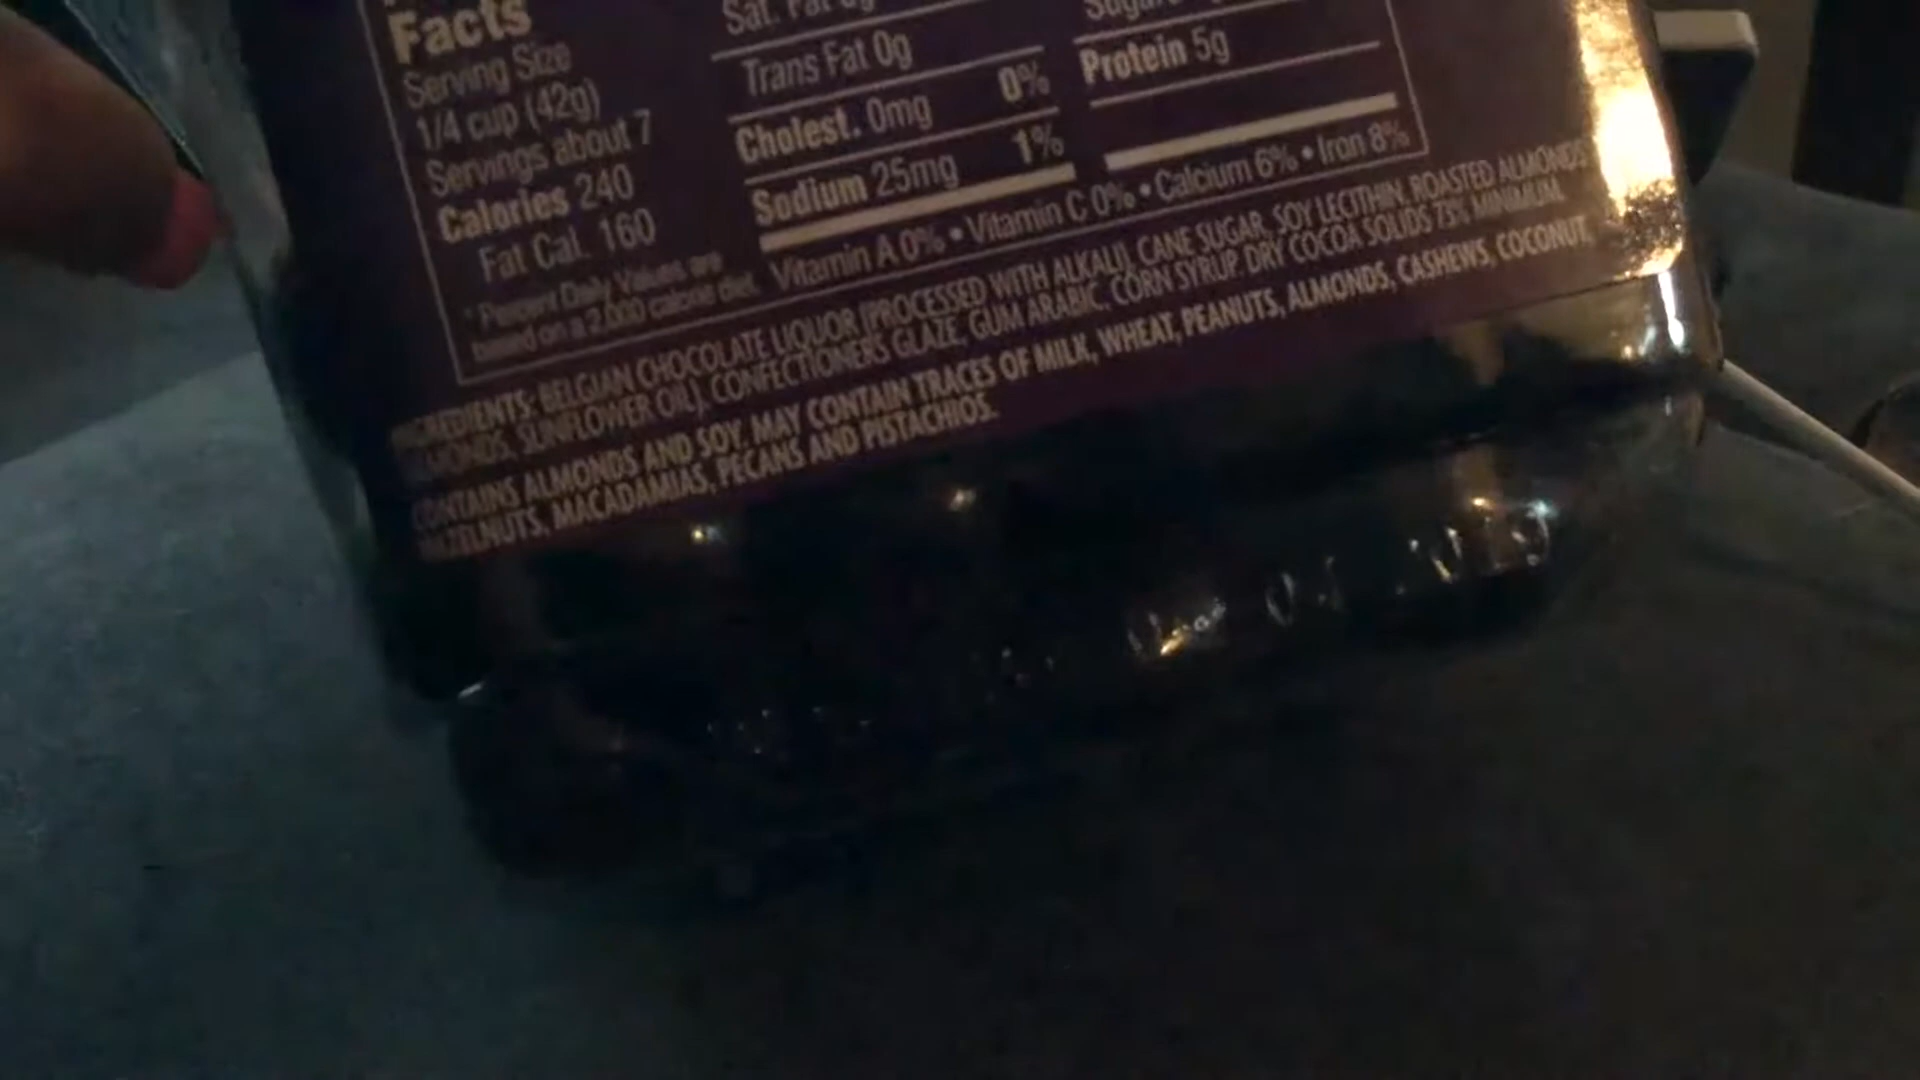 Facts
Serving Size
1/4 cup (42g)
Servings about 7
Calories 240
Fat Cal. 160
* Percent Daily Values are
based on a 2,000 calorie diet.
Sat. Fat
Trans Fat 0g
Cholest. 0mg 0%
Sodium 25mg 1%
Protein 5g
Vitamin A 0% • Vitamin C 0% • Calcium 6% • Iron 8%
INGREDIENTS: BELGIAN CHOCOLATE LIQUOR (PROCESSED WITH ALKALI), CANE SUGAR, SOY LECITHIN, ROASTED ALMONDS
SUNFLOWER OIL), CONFECTIONERS GLAZE, GUM ARABIC, CORN SYRUP. DRY COCOA SOLIDS 73% MINIMUM.
CONTAINS ALMONDS AND SOY. MAY CONTAIN TRACES OF MILK, WHEAT, PEANUTS, ALMONDS, CASHEWS, COCONUT,
HAZELNUTS, MACADAMIAS, PECANS AND PISTACHIOS.